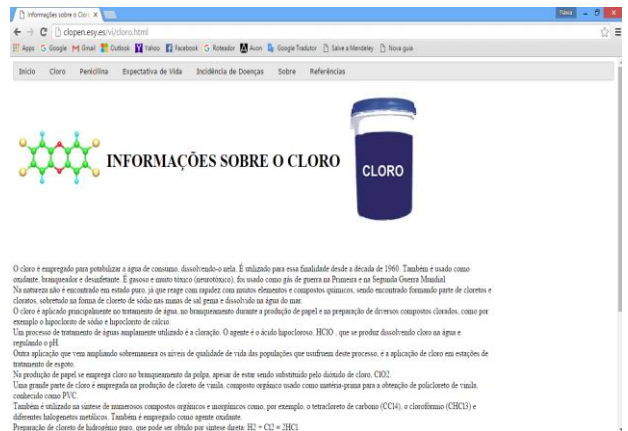 Informações sobre o Clor
clopen.esy.es/vi/cloro.html
Apps Google Gmail Outlook Yahoo Facebook Roteador Avon Google Tradutor Salve a Mendeley Nova guia
Início Cloro Penicilina Expectativa de Vida Incidência de Doenças Sobre Referências
INFORMAÇÕES SOBRE O CLORO
CLORO
O cloro é empregado para potabilizar a água de consumo, dissolvendo-o nela. É utilizado para essa finalidade desde a década de 1960. Também é usado como
oxidante, branqueador e desinfetante. É gasoso e muito tóxico (neurotóxico), foi usado como gás de guerra na Primeira e na Segunda Guerra Mundial.
Na natureza não é encontrado em estado puro, já que reage com rapidez com muitos elementos e compostos químicos, sendo encontrado formando parte de cloretos e
cloratos, sobretudo na forma de cloreto de sódio nas minas de sal gema e dissolvido na água do mar.
O cloro é aplicado principalmente no tratamento de água, no branqueamento durante a produção de papel e na preparação de diversos compostos clorados, como por
exemplo o hipoclorito de sódio e hipoclorito de cálcio.
Um processo de tratamento de águas amplamente utilizado é a cloração. O agente é o ácido hipocloroso, HClO , que se produz dissolvendo cloro na água e
regulando o pH.
Outra aplicação que vem ampliando sobremaneira os níveis de qualidade de vida das populações que usufruem deste processo, é a aplicação de cloro em estações de
tratamento de esgoto.
Na produção de papel se emprega cloro no branqueamento da polpa, apesar de estar sendo substituído pelo dióxido de cloro, ClO2.
Uma grande parte de cloro é empregada na produção de cloreto de vinila, composto orgânico usado como matéria-prima para a obtenção de policloreto de vinila,
conhecido como PVC.
Também é utilizado na síntese de numerosos compostos orgânicos e inorgânicos como, por exemplo, o tetracloreto de carbono (CCl4), o clorofórmio (CHCl3) e
diferentes halogenetos metálicos. Também é empregado como agente oxidante.
Preparação de cloreto de hidrogénio puro, que pode ser obtido por síntese direta: H2 + Cl2 = 2HCl